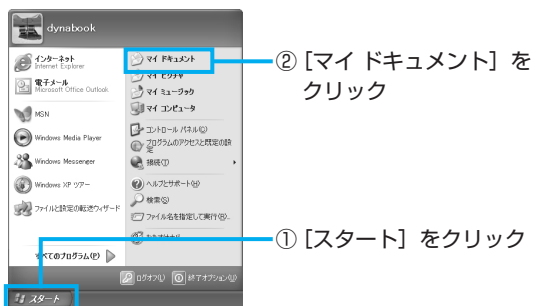 dynabook
インターネット
Internet Explorer
電子メール
Microsoft Office Outlook
MSN
Windows Media Player
Windows Messenger
Windows XP ツアー
ファイルと設定の転送ウィザード
すべてのプログラム(P)
マイ ドキュメント
マイ ピクチャ
マイ ミュージック
マイ コンピュータ
コントロール パネル(C)
プログラムのアクセスと既定の設
定
接続(T)
ヘルプとサポート(H)
検索(S)
ファイル名を指定して実行(R)...
ログオフ(L) 終了オプション(U)
スタート
② [マイ ドキュメント] を
クリック
① [スタート] をクリック